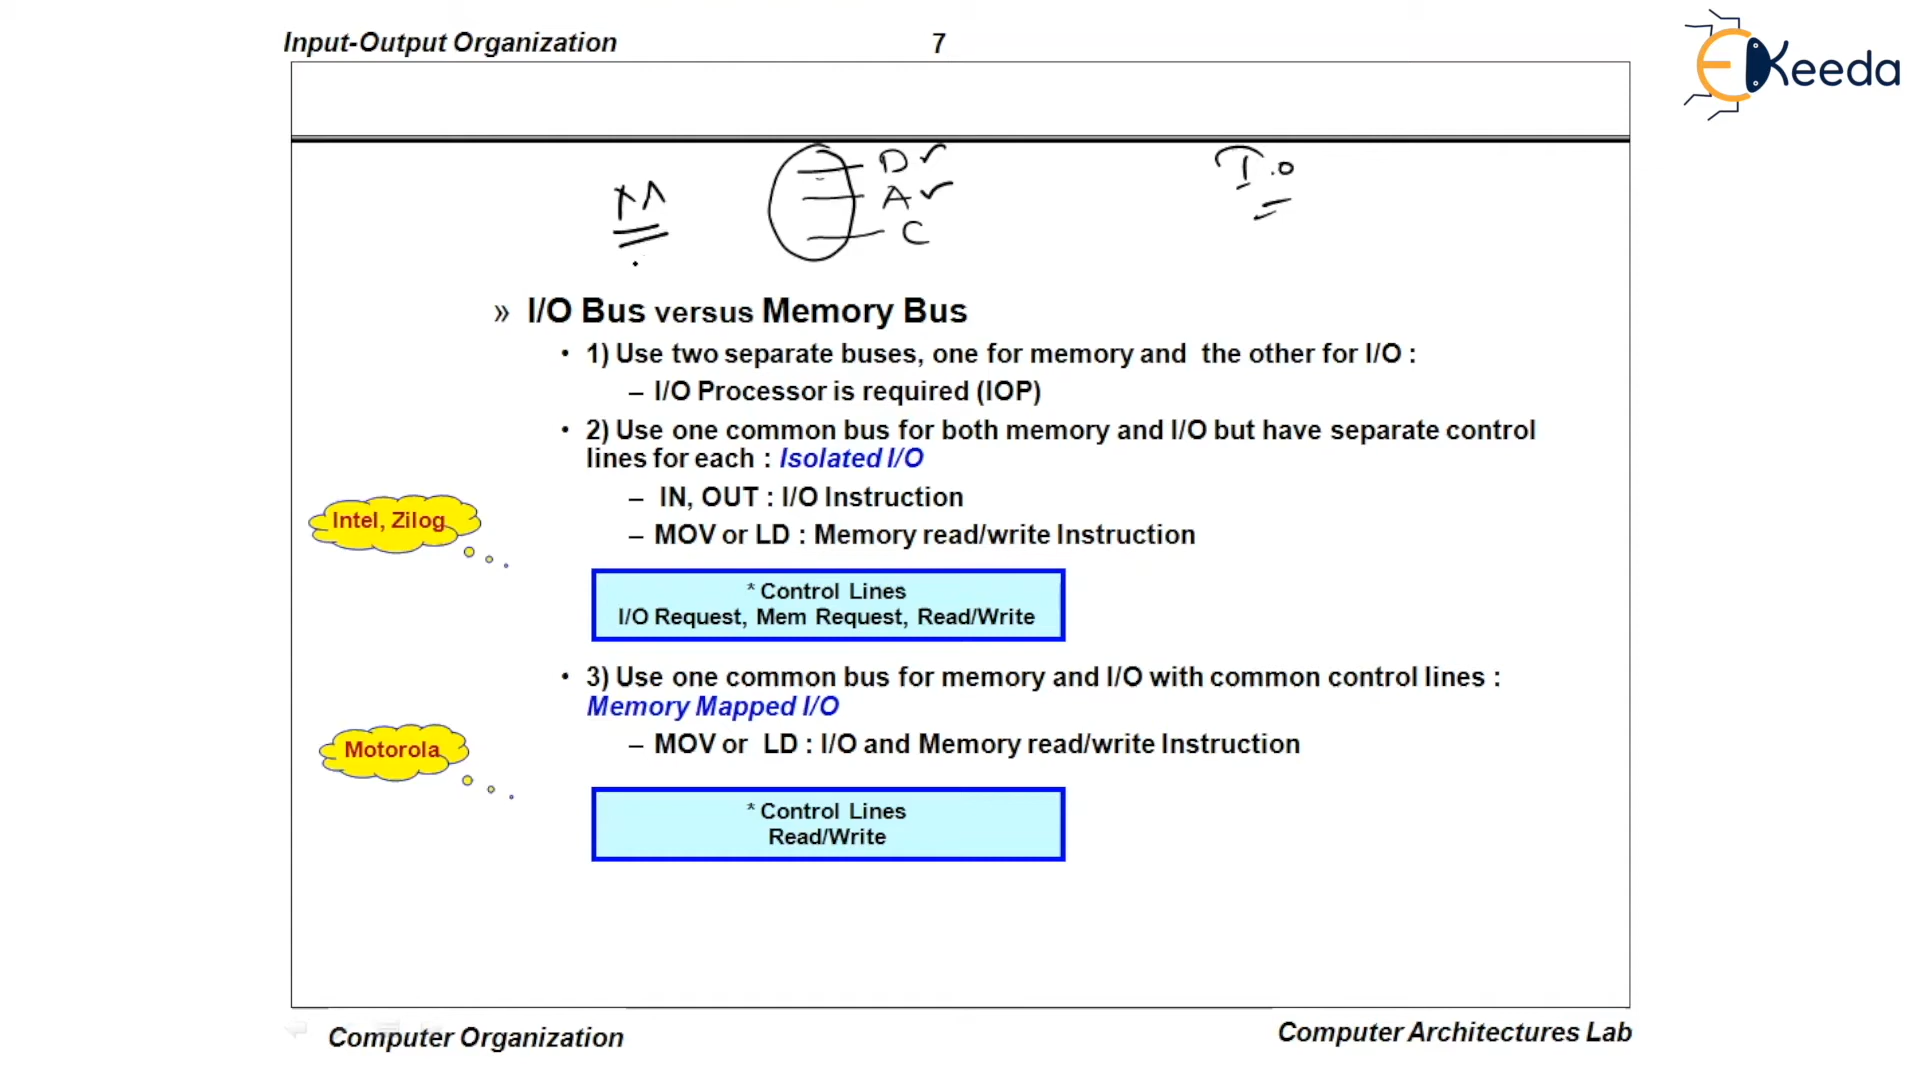 Input-Output Organization 7
Keeda
D
A
C
I.O
» I/O Bus versus Memory Bus
• 1) Use two separate buses, one for memory and the other for I/O :
– I/O Processor is required (IOP)
• 2) Use one common bus for both memory and I/O but have separate control
lines for each : Isolated I/O
– IN, OUT : I/O Instruction
Intel, Zilog
– MOV or LD : Memory read/write Instruction
* Control Lines
I/O Request, Mem Request, Read/Write
• 3) Use one common bus for memory and I/O with common control lines :
Memory Mapped I/O
– MOV or LD : I/O and Memory read/write Instruction
Motorola
* Control Lines
Read/Write
Computer Organization
Computer Architectures Lab